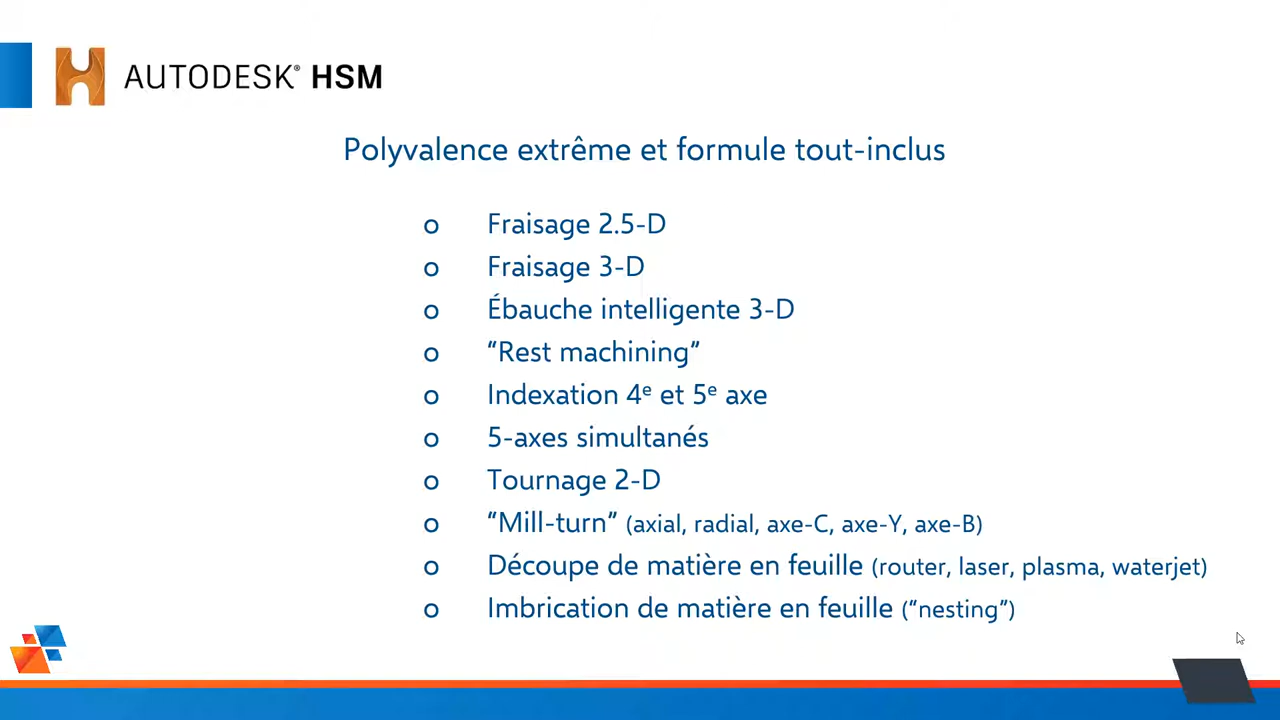 AUTODESK® HSM
Polyvalence extrême et formule tout-inclus
o Fraisage 2.5-D
o Fraisage 3-D
o Ébauche intelligente 3-D
o “Rest machining”
o Indexation 4ᵉ et 5ᵉ axe
o 5-axes simultanés
o Tournage 2-D
o “Mill-turn” (axial, radial, axe-C, axe-Y, axe-B)
o Découpe de matière en feuille (router, laser, plasma, waterjet)
o Imbrication de matière en feuille (“nesting”)